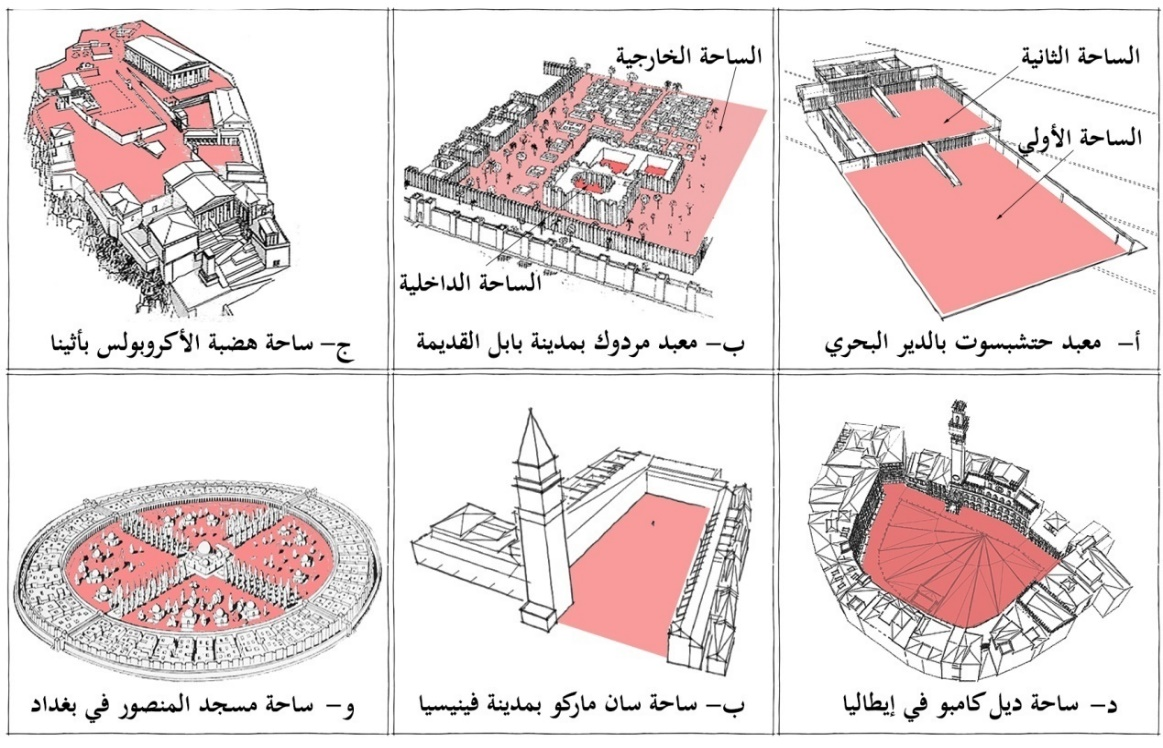 الساحة الثانية
الساحة الأولي
أ- معبد حتشبسوت بالدير البحري
الساحة الخارجية
الساحة الداخلية
ب- معبد مردوك بمدينة بابل القديمة
ج- ساحة هضبة الأكروبولس بأثينا
د- ساحة ديل كامبو في إيطاليا
ب- ساحة سان ماركو بمدينة فينيسيا
و- ساحة مسجد المنصور في بغداد